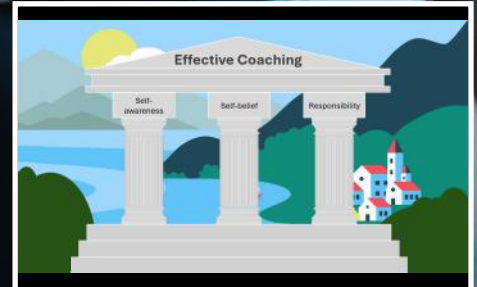 Effective Coaching
Self-
awareness
Self-belief
Responsibility